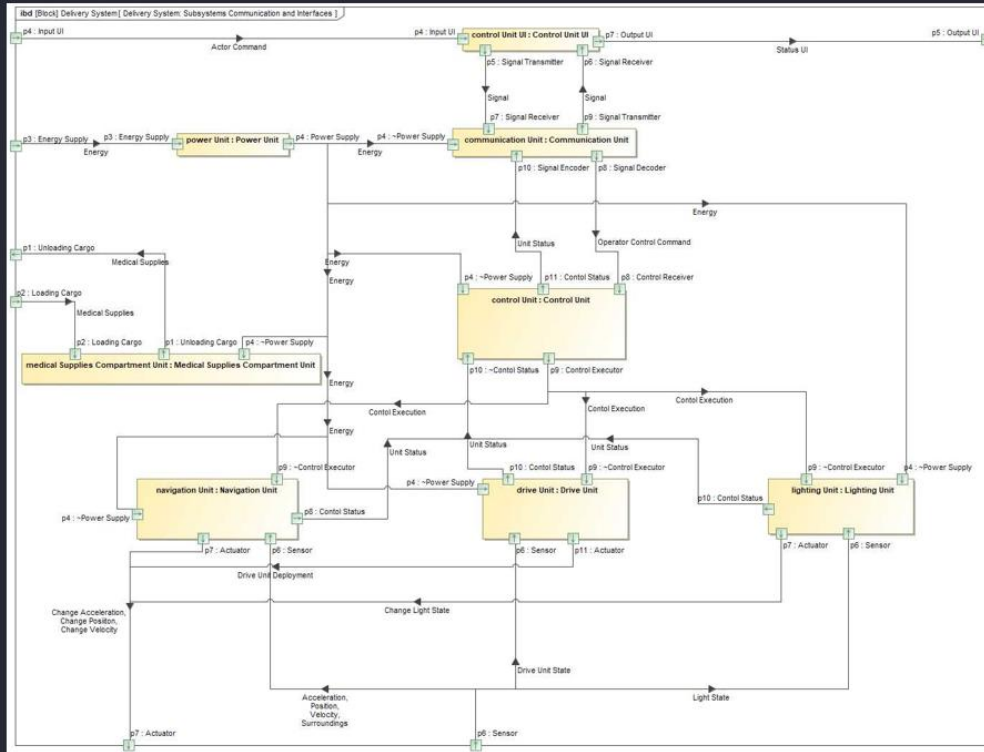 ibd [Block] Delivery System[ Delivery System: Subsystems Communication and Interfaces ]
p4 : Input UI
Actor Command
p4 : Input UI
control Unit UI : Control Unit UI
p7 : Output UI
Status UI
p5 : Output UI
p5 : Signal Transmitter
p6 : Signal Receiver
Signal
Signal
p7 : Signal Receiver
p9 : Signal Transmitter
p3 : Energy Supply
Energy
p3 : Energy Supply
power Unit : Power Unit
p4 : Power Supply
Energy
p4 : ~Power Supply
communication Unit : Communication Unit
p10 : Signal Encoder
p8 : Signal Decoder
Energy
Unit Status
Operator Control Command
p1 : Unloading Cargo
Medical Supplies
Energy
Energy
p4 : ~Power Supply
p11 : Contol Status
p8 : Control Receiver
p2 : Loading Cargo
Medical Supplies
control Unit : Control Unit
p2 : Loading Cargo
p1 : Unloading Cargo
p4 : ~Power Supply
medical Supplies Compartment Unit : Medical Supplies Compartment Unit
p10 : ~Contol Status
p9 : Control Executor
Energy
Contol Execution
Contol Execution
Contol Execution
Energy
Unit Status
Unit Status
Unit Status
p9 : ~Control Executor
p10 : Contol Status
p9 : ~Control Executor
p9 : ~Control Executor
p4 : ~Power Supply
navigation Unit : Navigation Unit
p4 : ~Power Supply
drive Unit : Drive Unit
lighting Unit : Lighting Unit
p10 : Contol Status
p4 : ~Power Supply
p8 : Contol Status
p7 : Actuator
p6 : Sensor
p6 : Sensor
p11 : Actuator
p7 : Actuator
p6 : Sensor
Drive Unit Deployment
Change Acceleration,
Change Position,
Change Velocity
Change Light State
Drive Unit State
Acceleration,
Position,
Velocity,
Surroundings
Light State
p7 : Actuator
p6 : Sensor